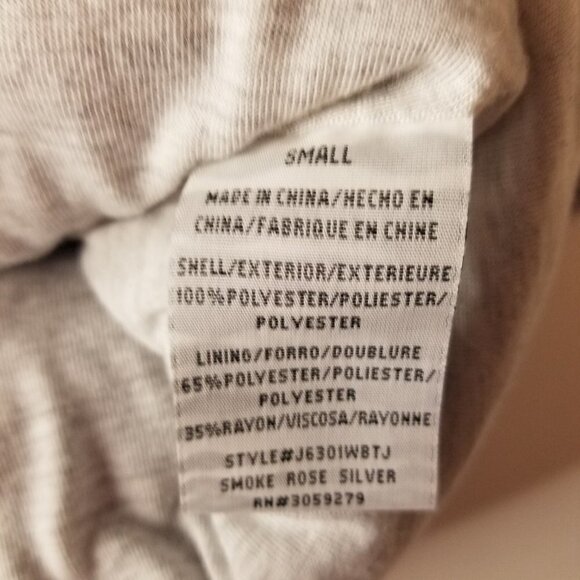 SMALL
MADE IN CHINA/HECHO EN
CHINA/FABRIQUE EN CHINE
SHELL/EXTERIOR/EXTERIEURE
100%POLYESTER/POLIESTER/
POLYESTER
LINING/FORRO/DOUBLURE
65%POLYESTER/POLIESTER/
POLYESTER
35%RAYON/VISCOSA/RAYONNE
STYLE#J6301WBTJ
SMOKE ROSE SILVER
RN#3059279